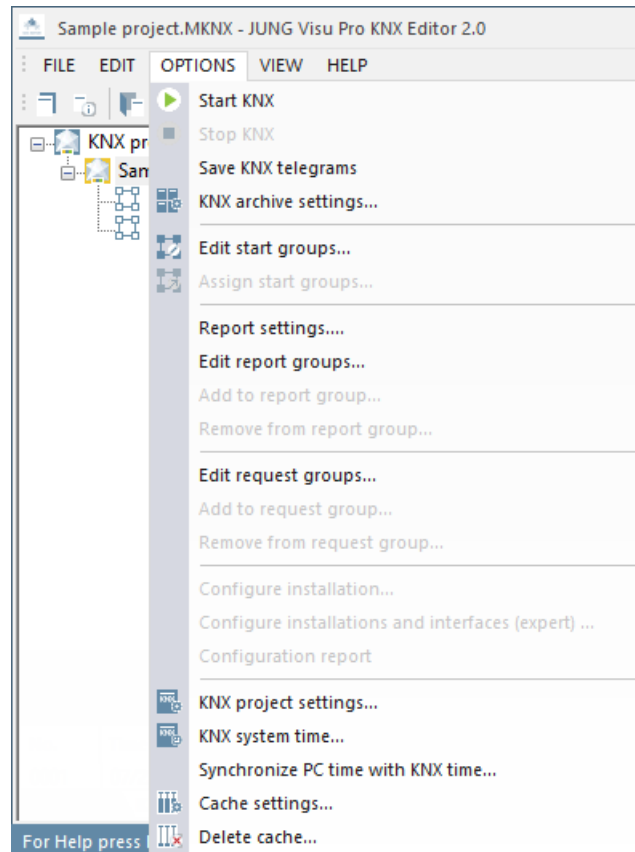 Sample project.MKNX - JUNG Visu Pro KNX Editor 2.0
FILE EDIT OPTIONS VIEW HELP
Start KNX
KNX pr
Stop KNX
Sam
Save KNX telegrams
KNX archive settings...
Edit start groups...
Assign start groups...
Report settings....
Edit report groups...
Add to report group...
Remove from report group...
Edit request groups...
Add to request group...
Remove from request group...
Configure installation...
Configure installations and interfaces (expert) ...
Configuration report
KNX project settings...
KNX system time...
Synchronize PC time with KNX time...
Cache settings...
Delete cache...
For Help press